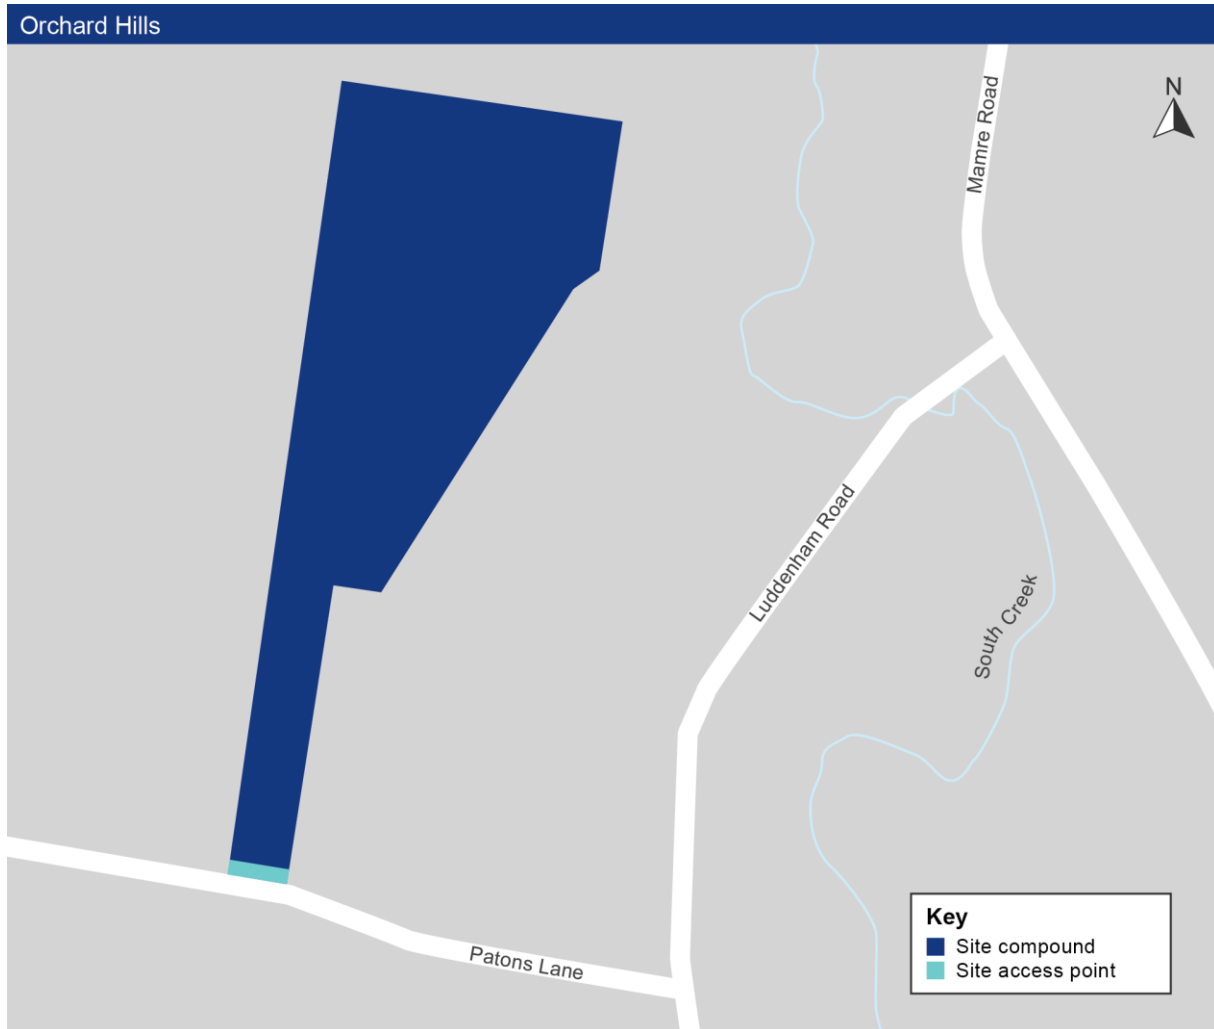 Orchard Hills
N
Mamre Road
Luddenham Road
South Creek
Patons Lane
Key
Site compound
Site access point